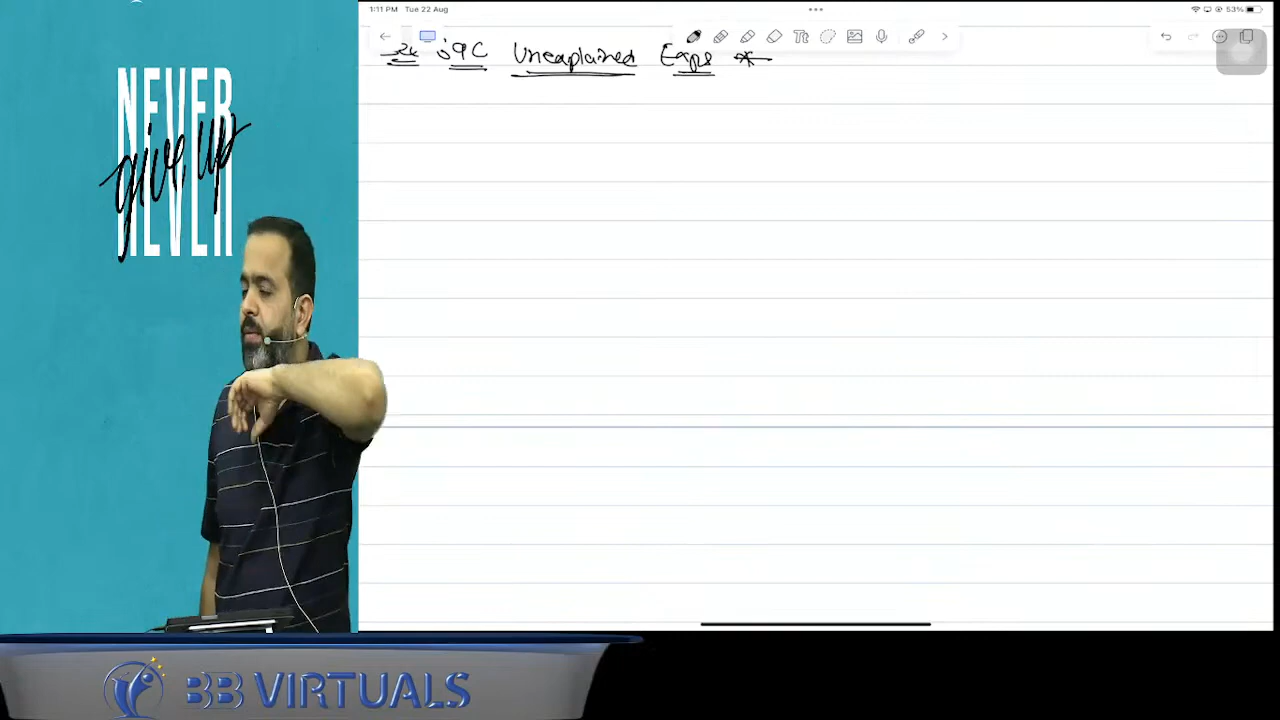 1:11 PM Tue 22 Aug
53%
69C Unexplained Exps *
NEVER
give up
NEVER
BB VIRTUALS